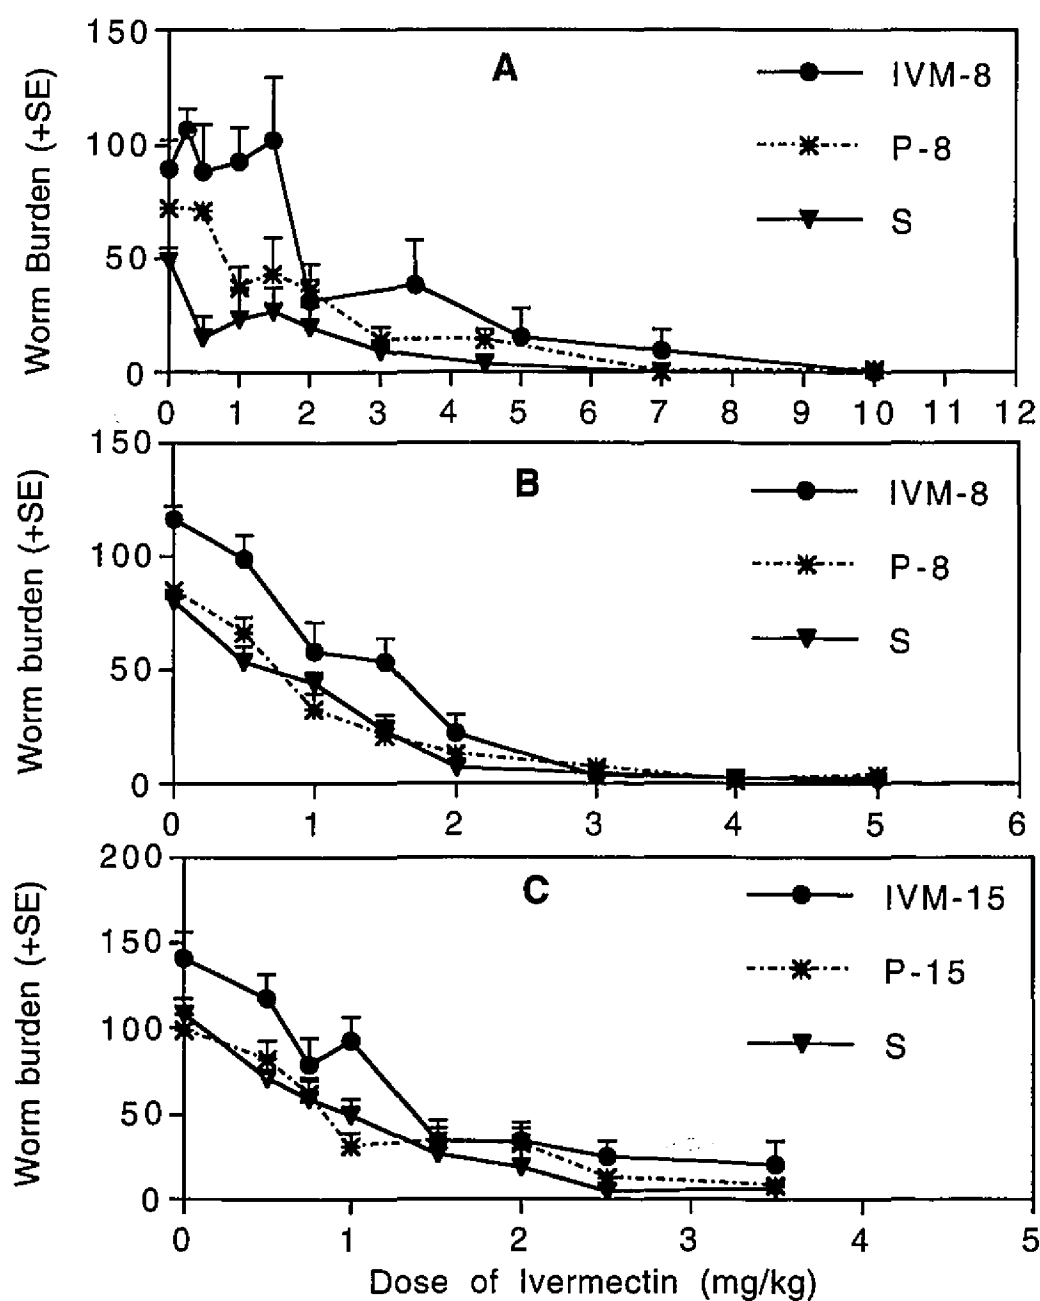 150
100
50
0
Worm Burden (+SE)
A
IVM-8
P-8
S
0 1 2 3 4 5 6 7 8 9 10 11 12
150
100
50
0
Worm burden (+SE)
B
IVM-8
P-8
S
0 1 2 3 4 5 6
200
150
100
50
0
Worm burden (+SE)
C
IVM-15
P-15
S
0 1 2 3 4 5
Dose of Ivermectin (mg/kg)